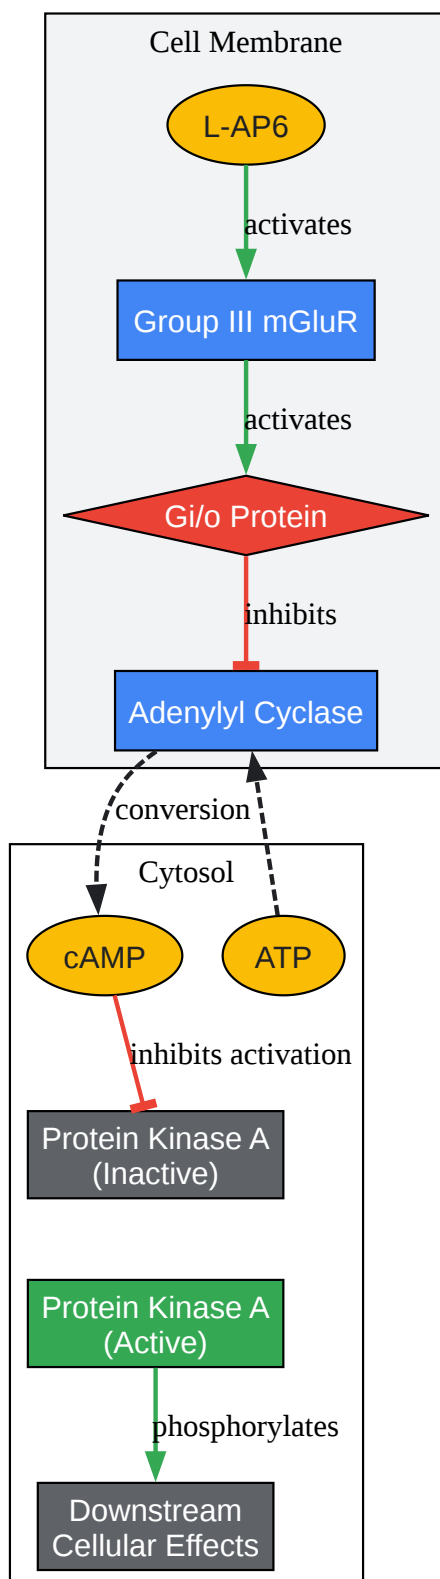 Cell Membrane
L-AP6
activates
Group III mGluR
activates
Gi/o Protein
inhibits
Adenylyl Cyclase
conversion
Cytosol
cAMP
ATP
inhibits activation
Protein Kinase A
(Inactive)
Protein Kinase A
(Active)
phosphorylates
Downstream
Cellular Effects